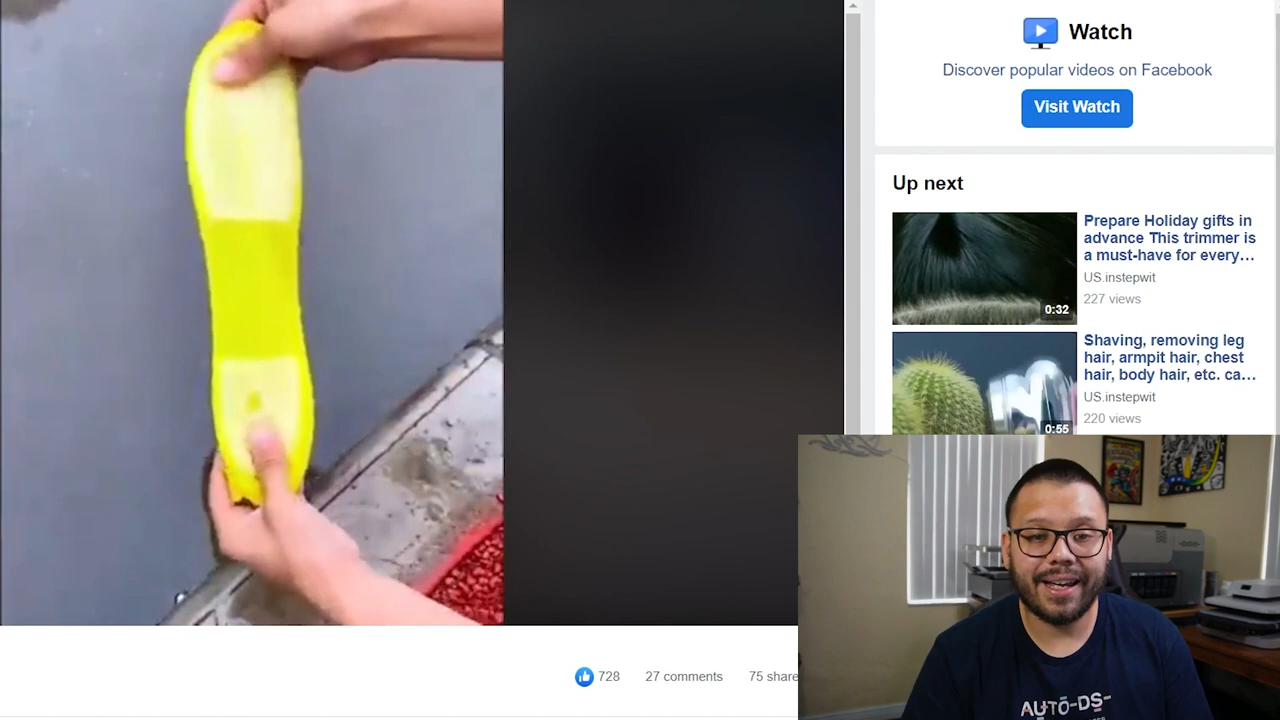 Watch
Discover popular videos on Facebook
Visit Watch
Up next
Prepare Holiday gifts in
advance This trimmer is
a must-have for every…
US.instepwit
227 views
0:32
Shaving, removing leg
hair, armpit hair, chest
hair, body hair, etc. ca…
US.instepwit
220 views
0:55
728
27 comments
75 share
AUTO-DS-